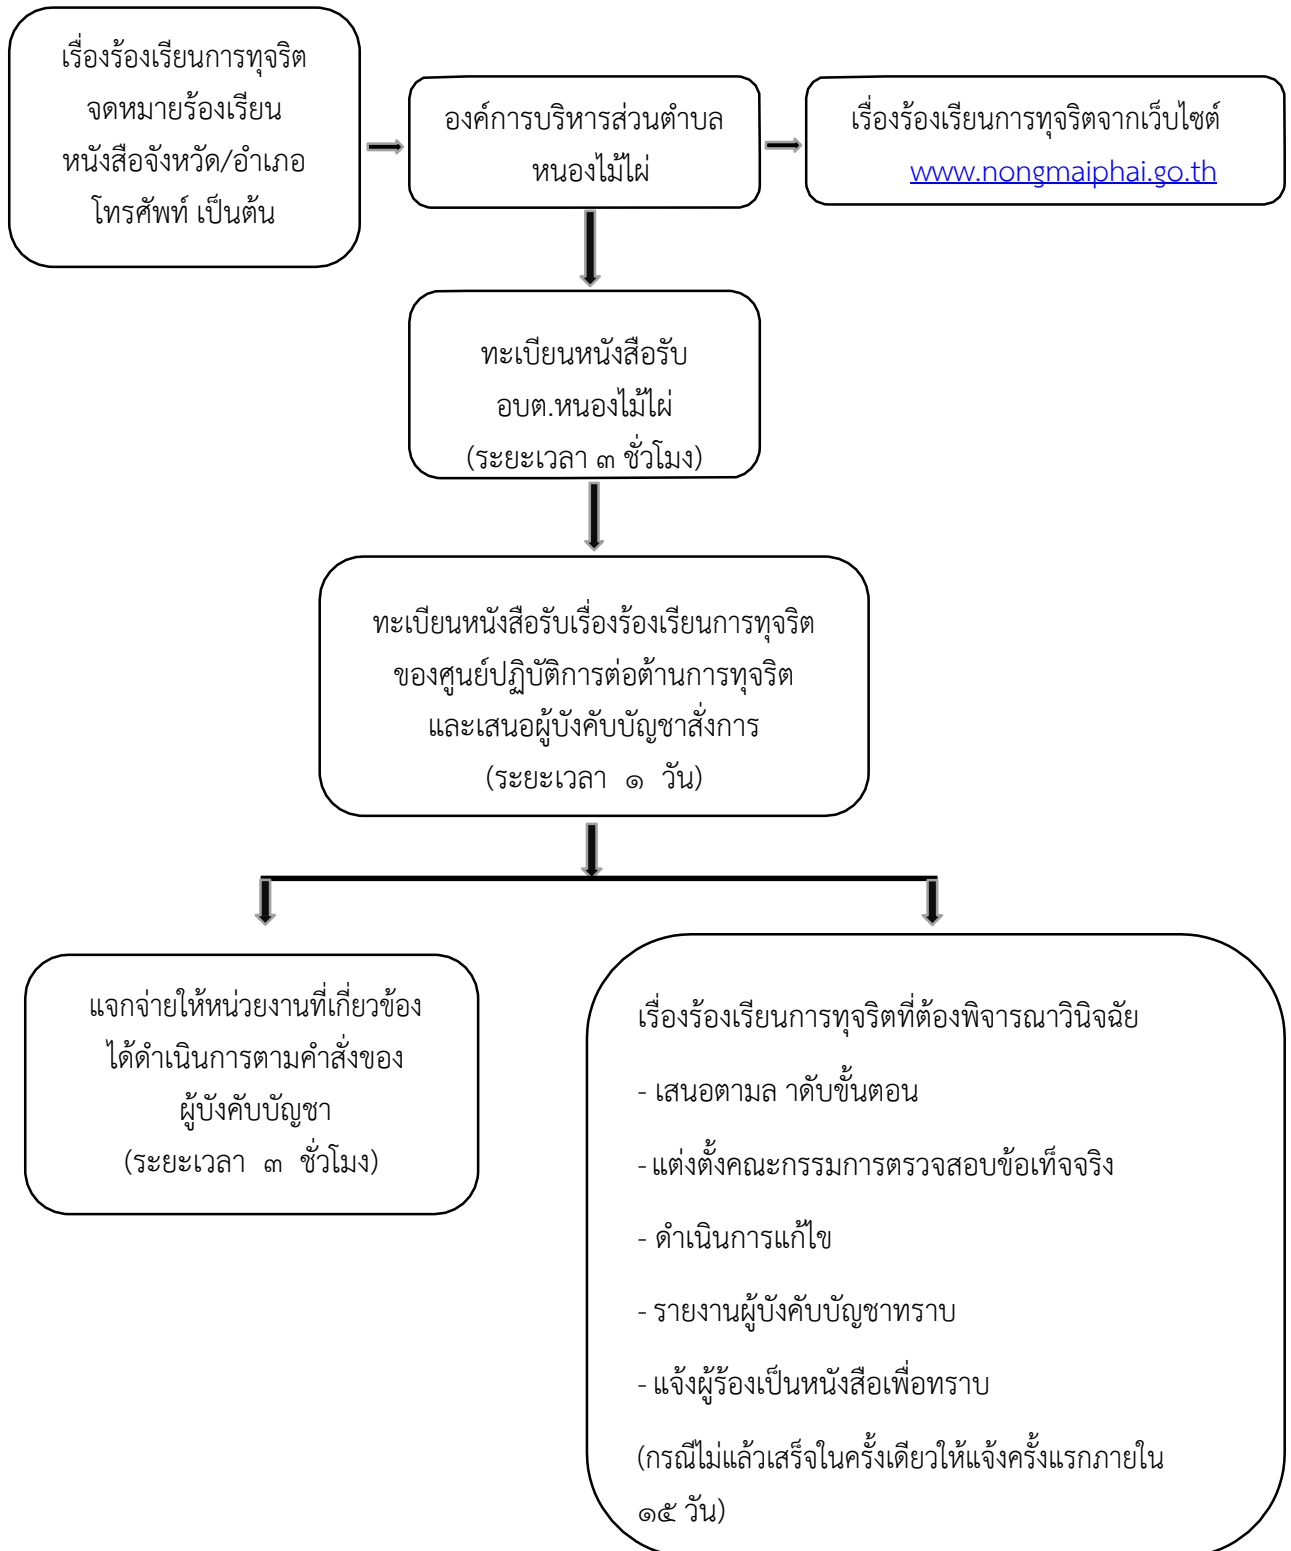 เรื่องร้องเรียนการทุจริต
จดหมายร้องเรียน
หนังสือจังหวัด/อำเภอ
โทรศัพท์ เป็นต้น
องค์การบริหารส่วนตำบล
หนองไม้ไผ่
เรื่องร้องเรียนการทุจริตจากเว็บไซต์
www.nongmaiphai.go.th
ทะเบียนหนังสือรับ
อบต.หนองไม้ไผ่
(ระยะเวลา ๓ ชั่วโมง)
ทะเบียนหนังสือรับเรื่องร้องเรียนการทุจริต
ของศูนย์ปฏิบัติการต่อต้านการทุจริต
และเสนอผู้บังคับบัญชาสั่งการ
(ระยะเวลา ๑ วัน)
แจกจ่ายให้หน่วยงานที่เกี่ยวข้อง
ได้ดำเนินการตามคำสั่งของ
ผู้บังคับบัญชา
(ระยะเวลา ๓ ชั่วโมง)
เรื่องร้องเรียนการทุจริตที่ต้องพิจารณาวินิจฉัย
- เสนอตามล าดับขั้นตอน
- แต่งตั้งคณะกรรมการตรวจสอบข้อเท็จจริง
- ดำเนินการแก้ไข
- รายงานผู้บังคับบัญชาทราบ
- แจ้งผู้ร้องเป็นหนังสือเพื่อทราบ
(กรณีไม่แล้วเสร็จในครั้งเดียวให้แจ้งครั้งแรกภายใน
๑๕ วัน)